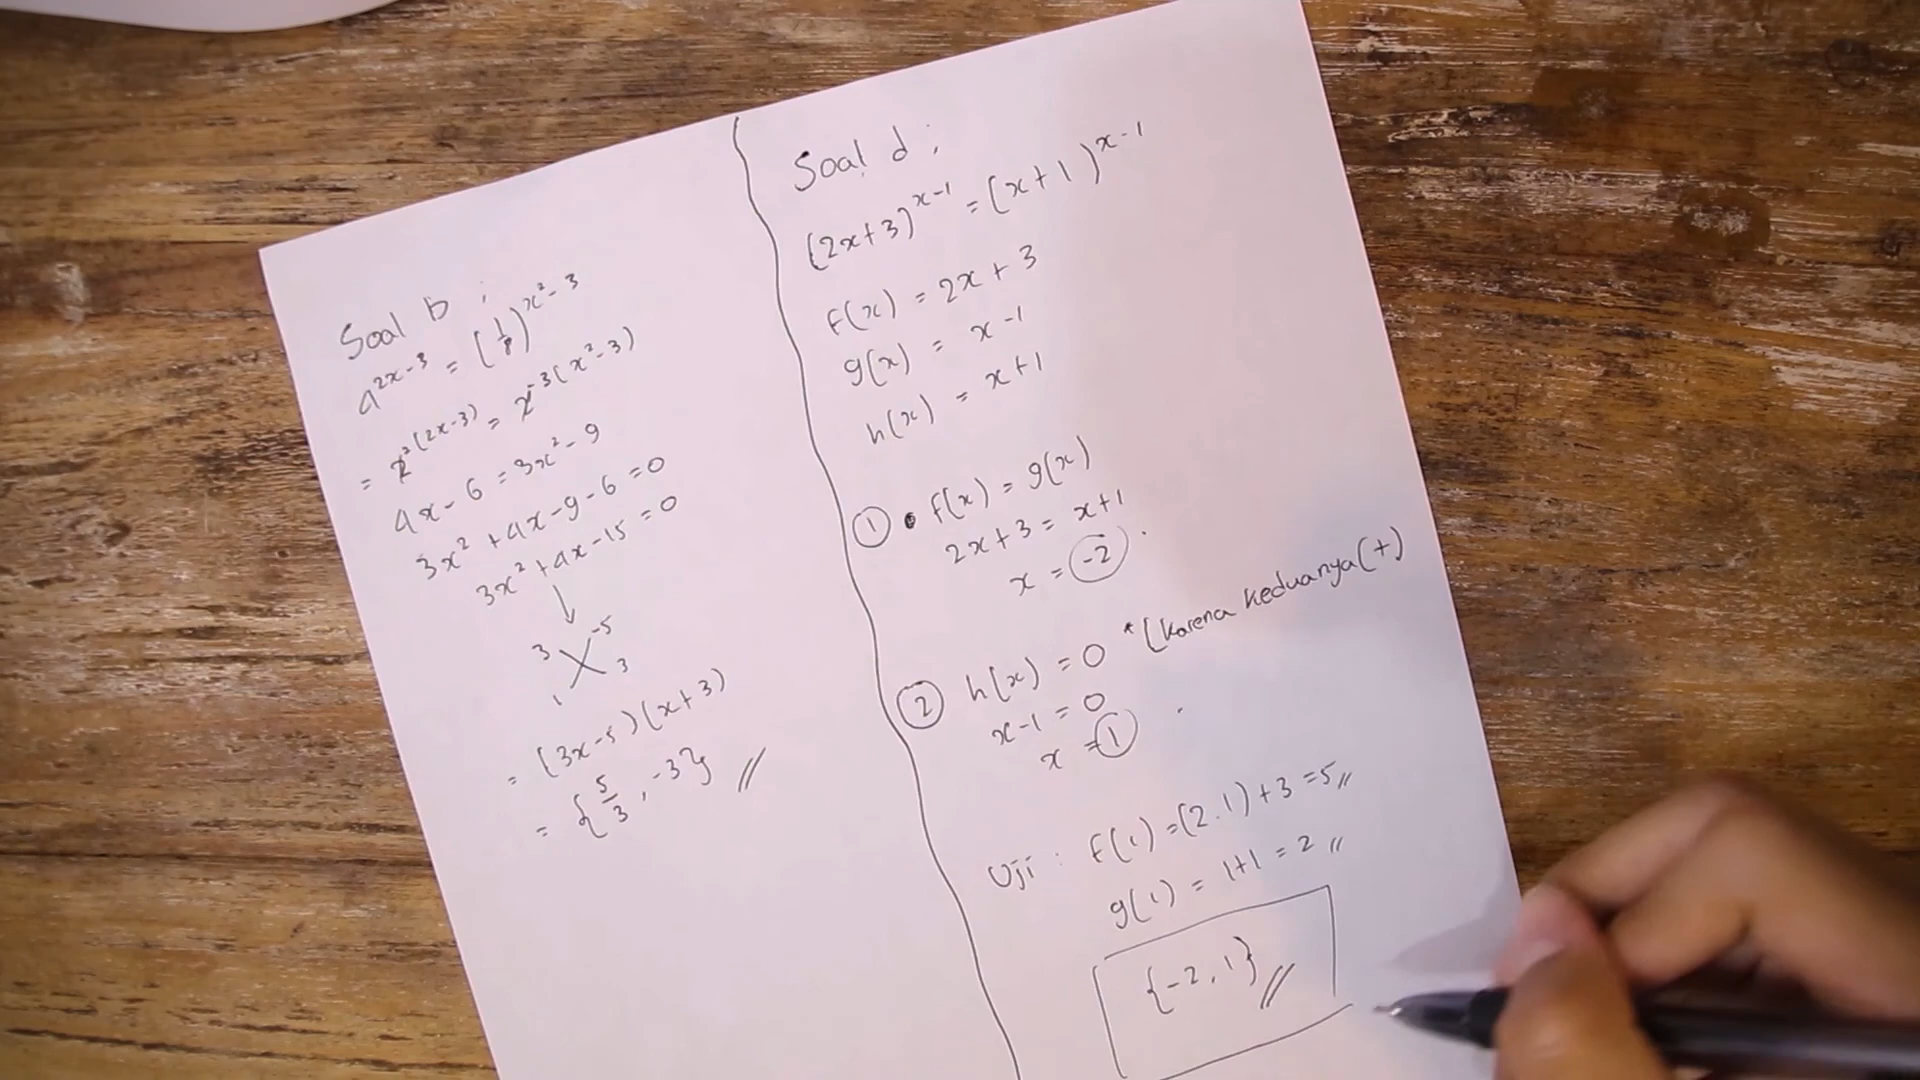 Soal b :
4^{2x-3} = (1/8)^{x²-3}
= 2^{2(2x-3)} = 2^{-3(x²-3)}
4x - 6 = 3x² - 9
3x² + 4x - 9 - 6 = 0
3x² + 4x - 15 = 0
3 -5
1 3
= (3x-5)(x+3)
= {5/3, -3} //
Soal d :
(2x+3)^{x-1} = (x+1)^{x-1}
f(x) = 2x + 3
g(x) = x - 1
h(x) = x + 1
① • f(x) = g(x)
2x + 3 = x + 1
x = -2
② h(x) = 0 *(karena keduanya (+)
x - 1 = 0
x = 1
Uji : f(1) = (2.1) + 3 = 5 //
g(1) = 1+1 = 2 //
{-2, 1} //